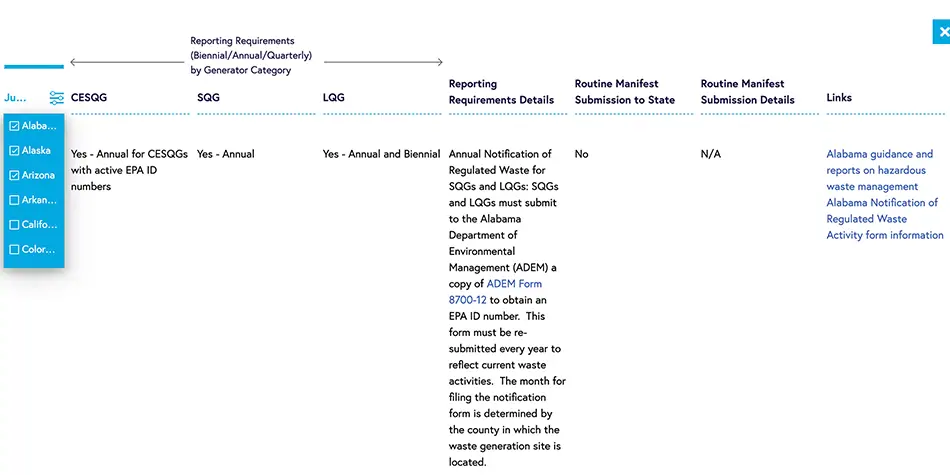 Reporting Requirements
(Biennial/Annual/Quarterly)
by Generator Category
Ju...
CESQG
SQG
LQG
Reporting
Requirements Details
Routine Manifest
Submission to State
Routine Manifest
Submission Details
Links
Alaba...
Alaska
Arizona
Arkan...
Califo...
Color...
Yes - Annual for CESQGs
with active EPA ID
numbers
Yes - Annual
Yes - Annual and Biennial
Annual Notification of
Regulated Waste for
SQGs and LQGs: SQGs
and LQGs must submit
to the Alabama
Department of
Environmental
Management (ADEM) a
copy of ADEM Form
8700-12 to obtain an
EPA ID number. This
form must be re-
submitted every year to
reflect current waste
activities. The month for
filing the notification
form is determined by
the county in which the
waste generation site is
located.
No
N/A
Alabama guidance and
reports on hazardous
waste management
Alabama Notification of
Regulated Waste
Activity form information